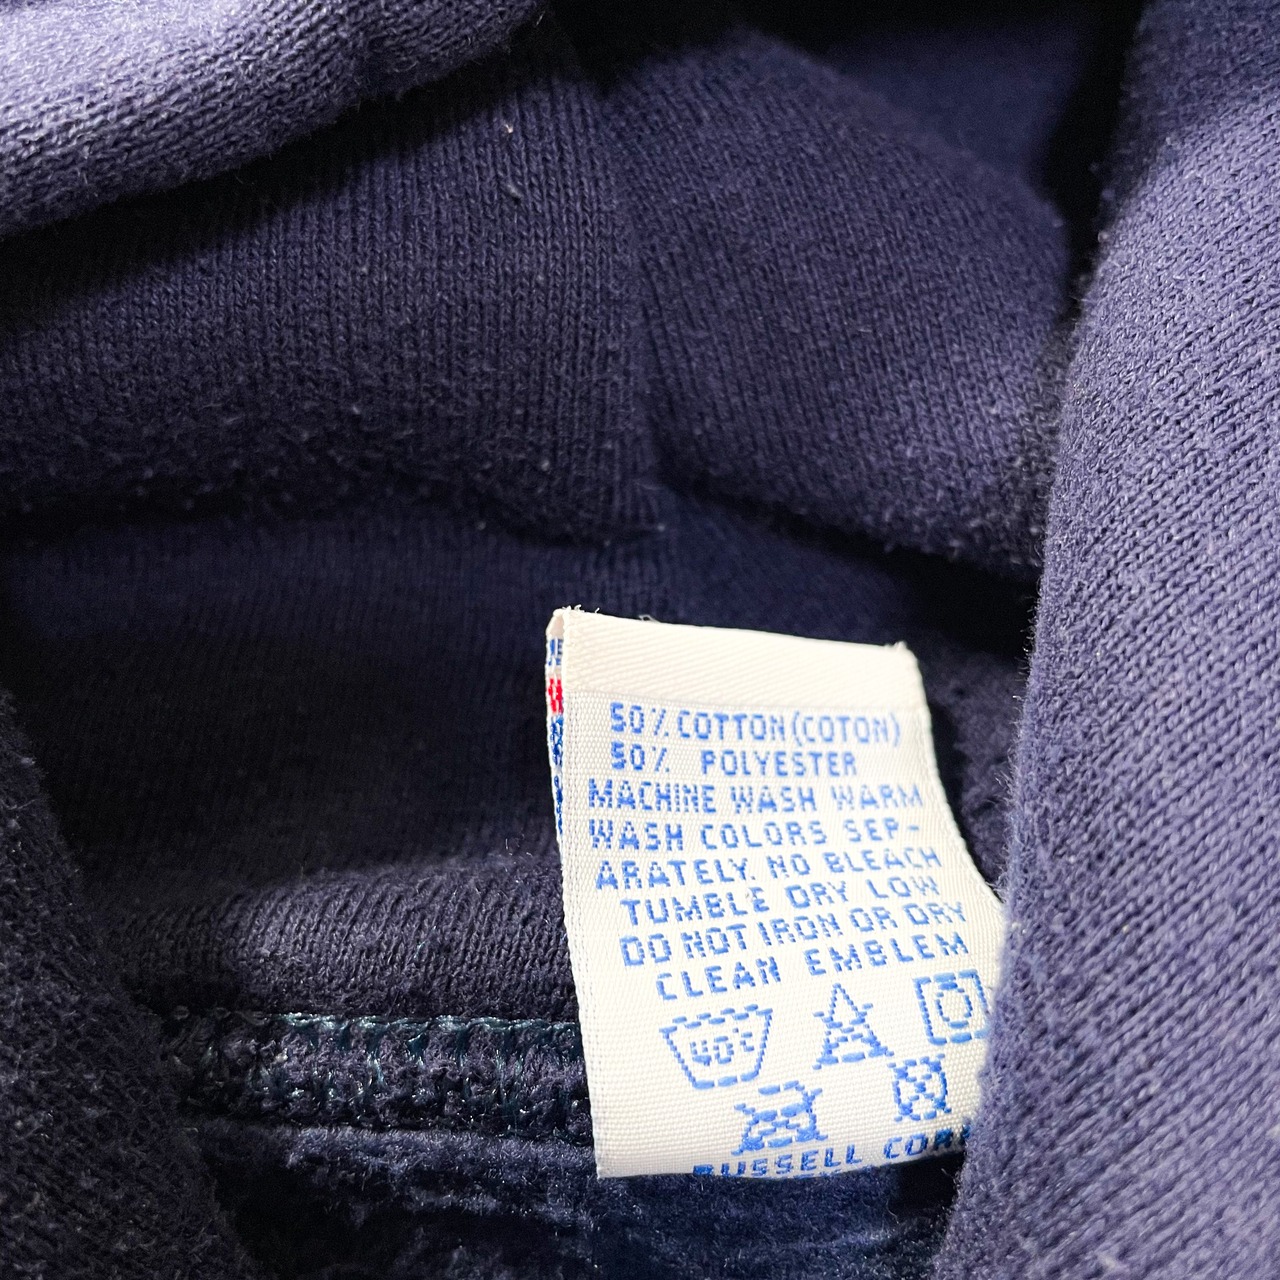 50% COTTON (COTON)
50% POLYESTER
MACHINE WASH WARM
WASH COLORS SEP-
ARATELY. NO BLEACH
TUMBLE DRY LOW
DO NOT IRON OR DRY
CLEAN EMBLEM
40°C
RUSSELL CORP